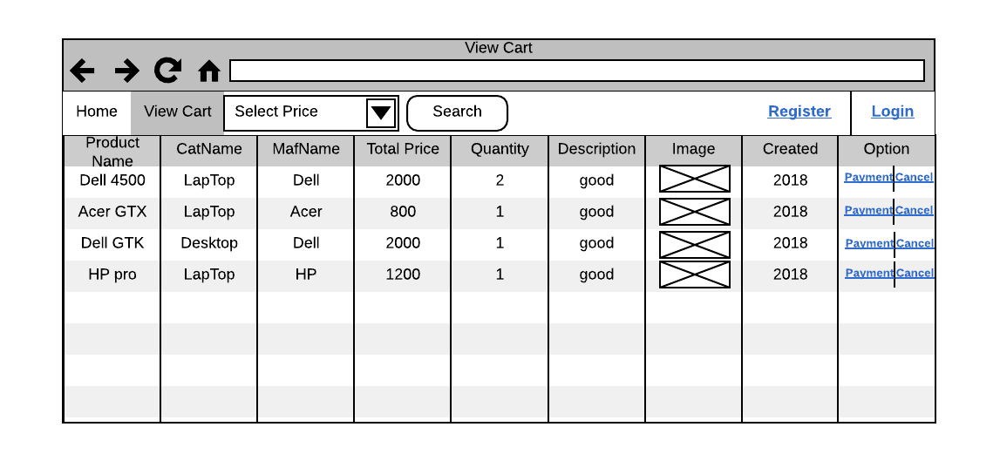 View Cart
Home View Cart Select Price Search Register Login
Product Name CatName MafName Total Price Quantity Description Image Created Option
Dell 4500 LapTop Dell 2000 2 good 2018 Payment Cancel
Acer GTX LapTop Acer 800 1 good 2018 Payment Cancel
Dell GTK Desktop Dell 2000 1 good 2018 Payment Cancel
HP pro LapTop HP 1200 1 good 2018 Payment Cancel